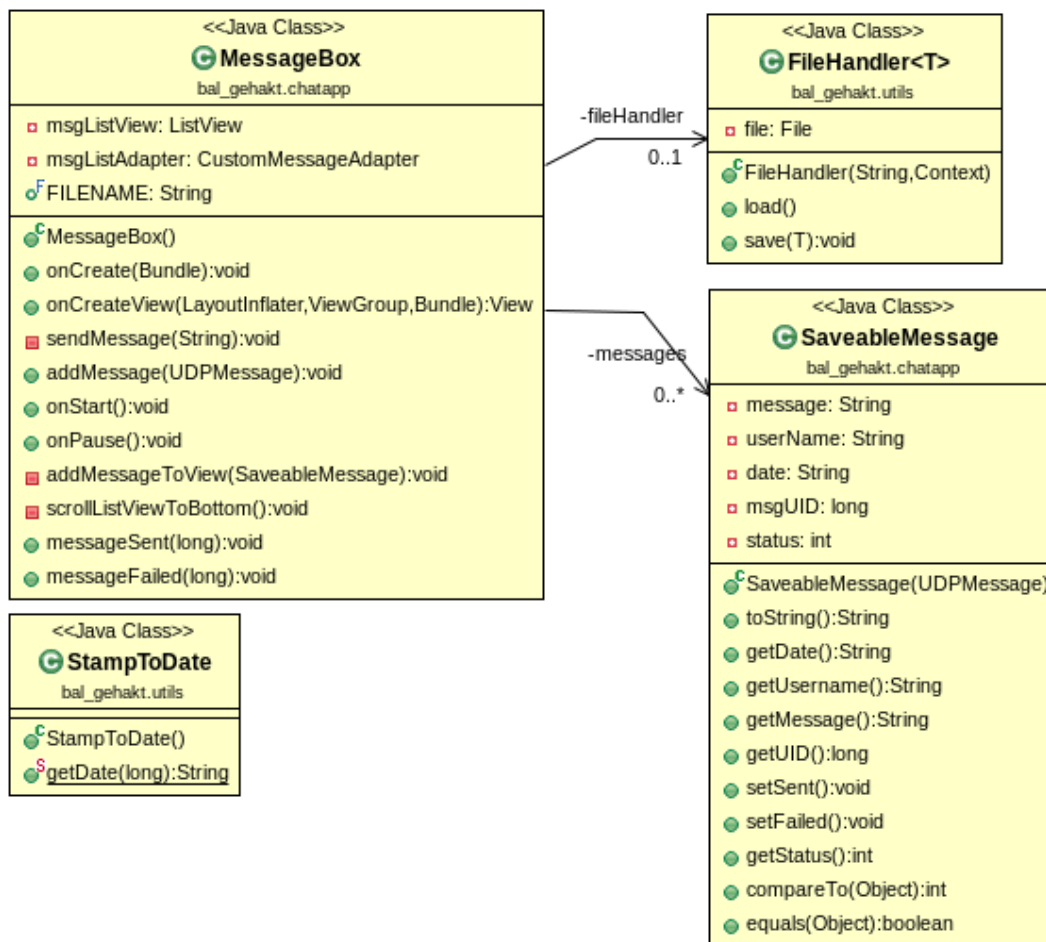 <<Java Class>>
C MessageBox
bal_gehakt.chatapp
msgListView: ListView
msgListAdapter: CustomMessageAdapter
F FILENAME: String
C MessageBox()
onCreate(Bundle):void
onCreateView(LayoutInflater,ViewGroup,Bundle):View
sendMessage(String):void
addMessage(UDPMessage):void
onStart():void
onPause():void
addMessageToView(SaveableMessage):void
scrollListViewToBottom():void
messageSent(long):void
messageFailed(long):void
-fileHandler
0..1
<<Java Class>>
C FileHandler<T>
bal_gehakt.utils
file: File
C FileHandler(String,Context)
load()
save(T):void
-messages
0..*
<<Java Class>>
C SaveableMessage
bal_gehakt.chatapp
message: String
userName: String
date: String
msgUID: long
status: int
C SaveableMessage(UDPMessage)
toString():String
getDate():String
getUsername():String
getMessage():String
getUID():long
setSent():void
setFailed():void
getStatus():int
compareTo(Object):int
equals(Object):boolean
<<Java Class>>
C StampToDate
bal_gehakt.utils
C StampToDate()
S getDate(long):String